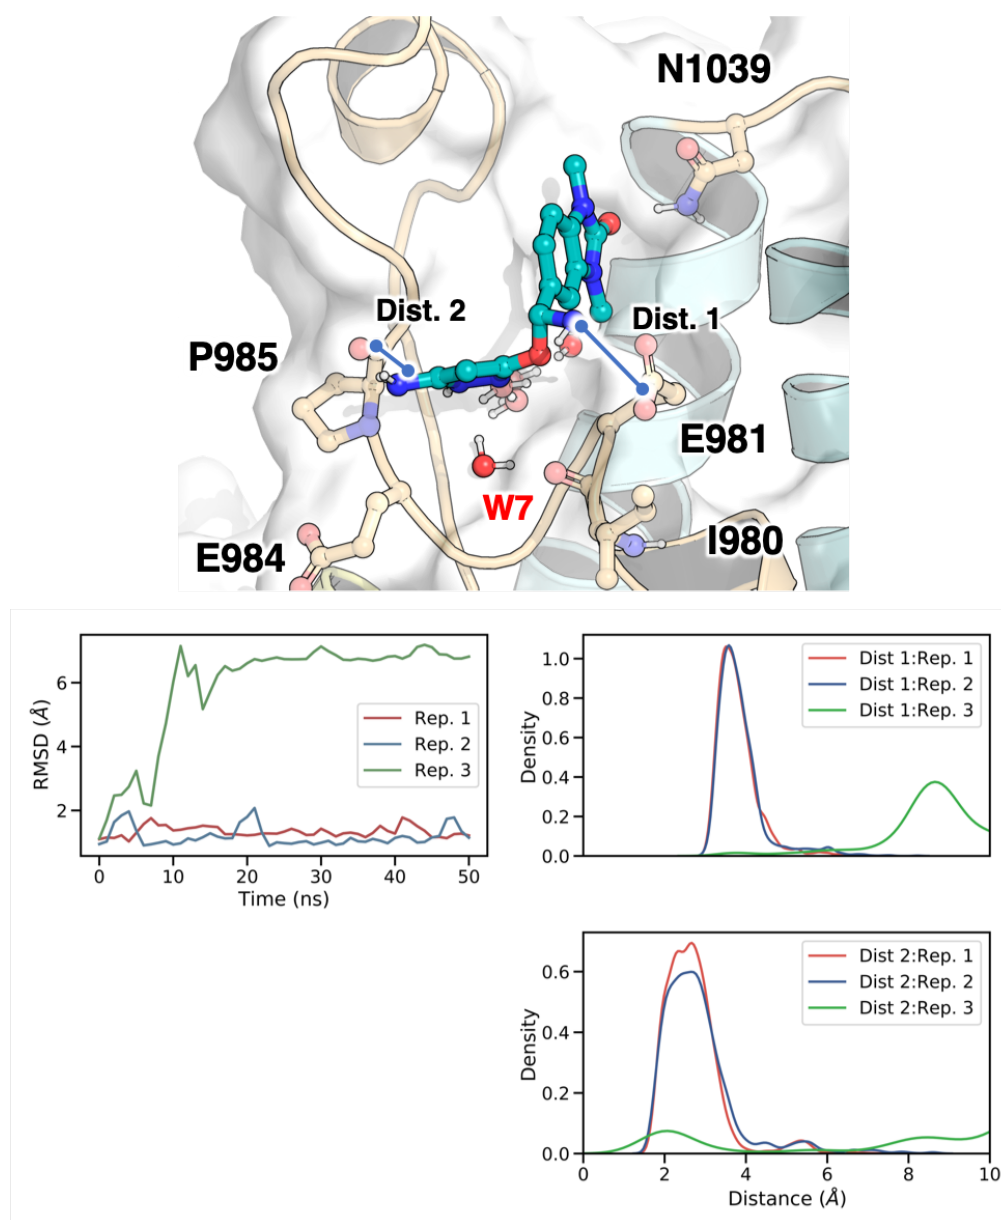 N1039
Dist. 2
Dist. 1
P985
E981
W7
I980
E984
RMSD (Å)
6
4
2
Rep. 1
Rep. 2
Rep. 3
0 10 20 30 40 50
Time (ns)
Density
1.0
0.8
0.6
0.4
0.2
0.0
Dist 1:Rep. 1
Dist 1:Rep. 2
Dist 1:Rep. 3
Density
0.6
0.4
0.2
0.0
Dist 2:Rep. 1
Dist 2:Rep. 2
Dist 2:Rep. 3
0 2 4 6 8 10
Distance (Å)